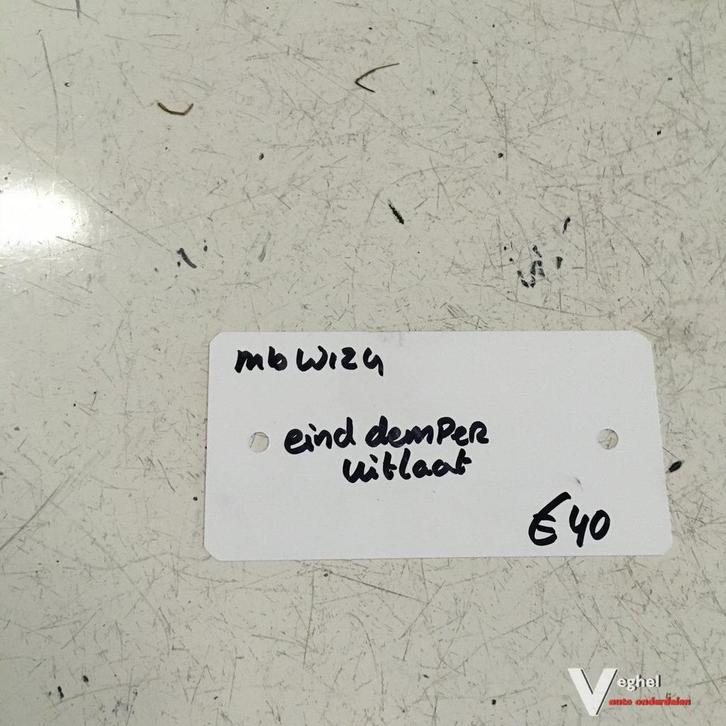 mb W124
eind demPeR
uitlaat
€40
Veghel
auto onderdelen